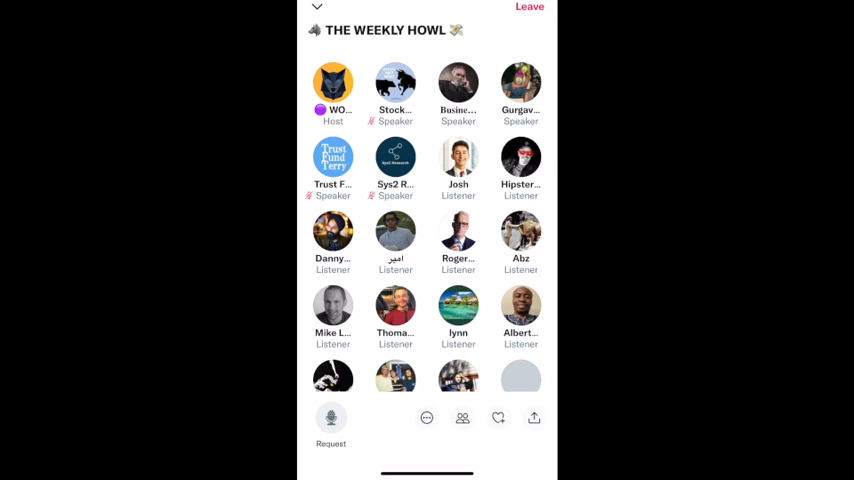 Leave
THE WEEKLY HOWL
WO... Stock... Busine... Gurgav...
Host Speaker Speaker Speaker
Trust
Fund
Terry
Sys2 Research
Trust F... Sys2 R... Josh Hipster...
Speaker Speaker Listener Listener
Danny... امیر Roger... Abz
Listener Listener Listener Listener
Mike L... Thoma... lynn Albert...
Listener Listener Listener Listener
Request